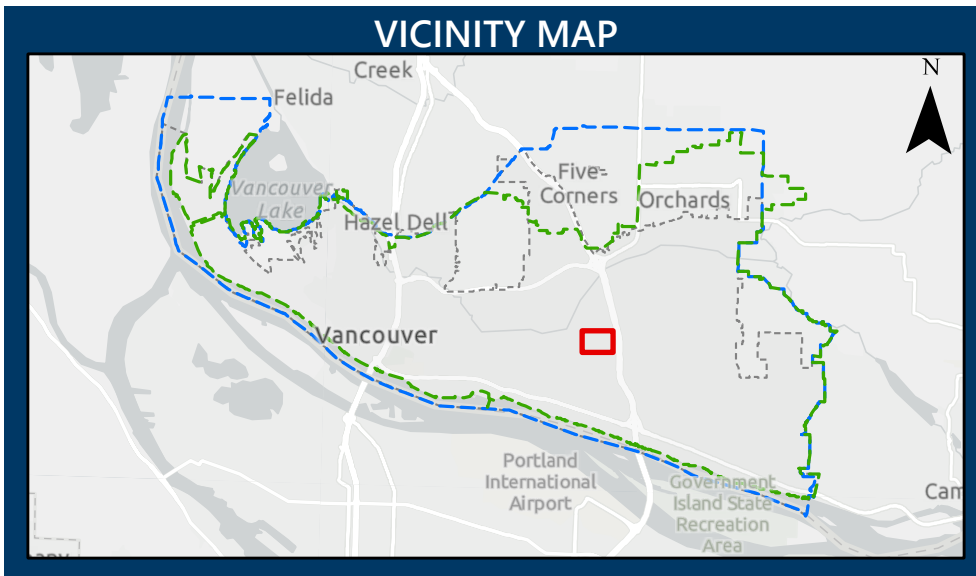 VICINITY MAP
N
Creek
Felida
Five
Corners
Vancouver
Lake
Orchards
Hazel Dell
Vancouver
Portland
International
Airport
Government
Island State
Recreation
Area
Cam